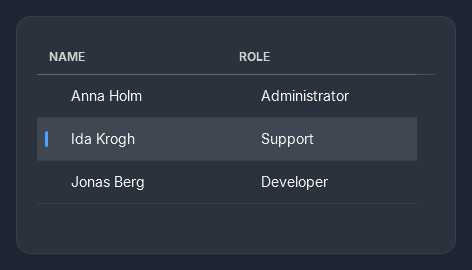 NAME ROLE
Anna Holm Administrator
Ida Krogh Support
Jonas Berg Developer